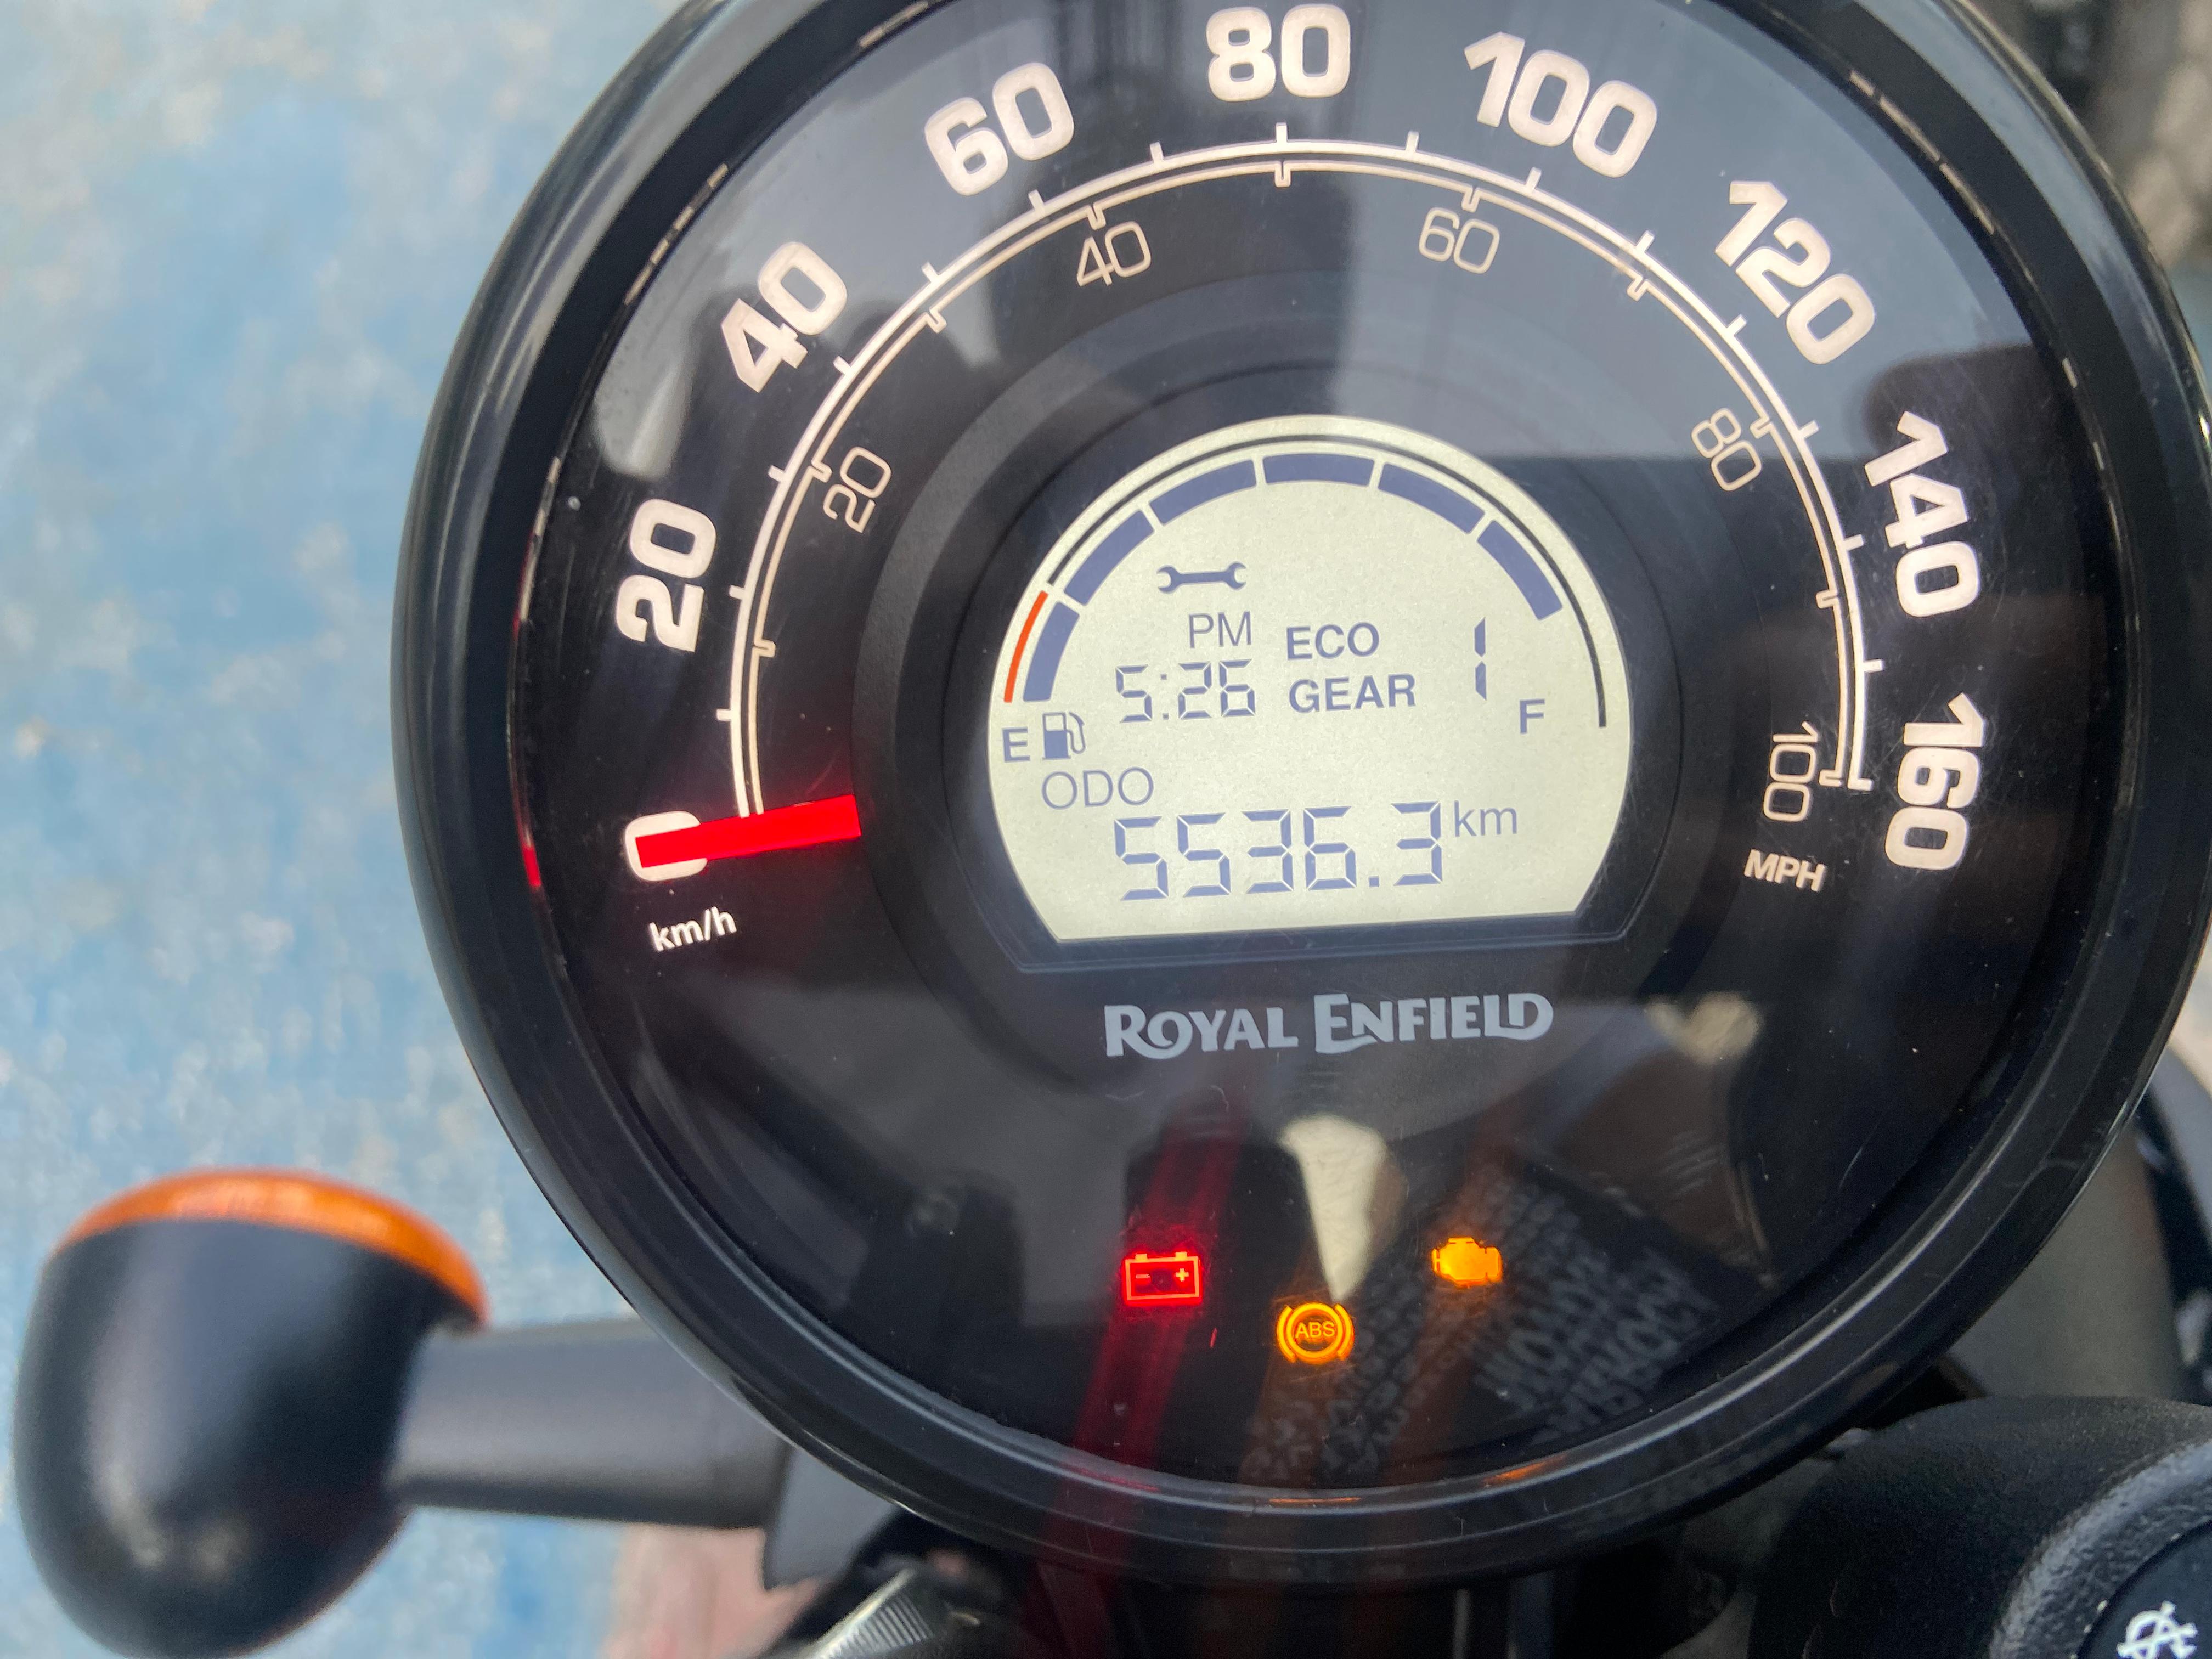 0
20
40
60
80
100
120
140
160
km/h
20
40
60
80
100
MPH
PM
5:26
ECO
GEAR
1
E
F
ODO
5536.3 km
ROYAL ENFIELD
- +
ABS